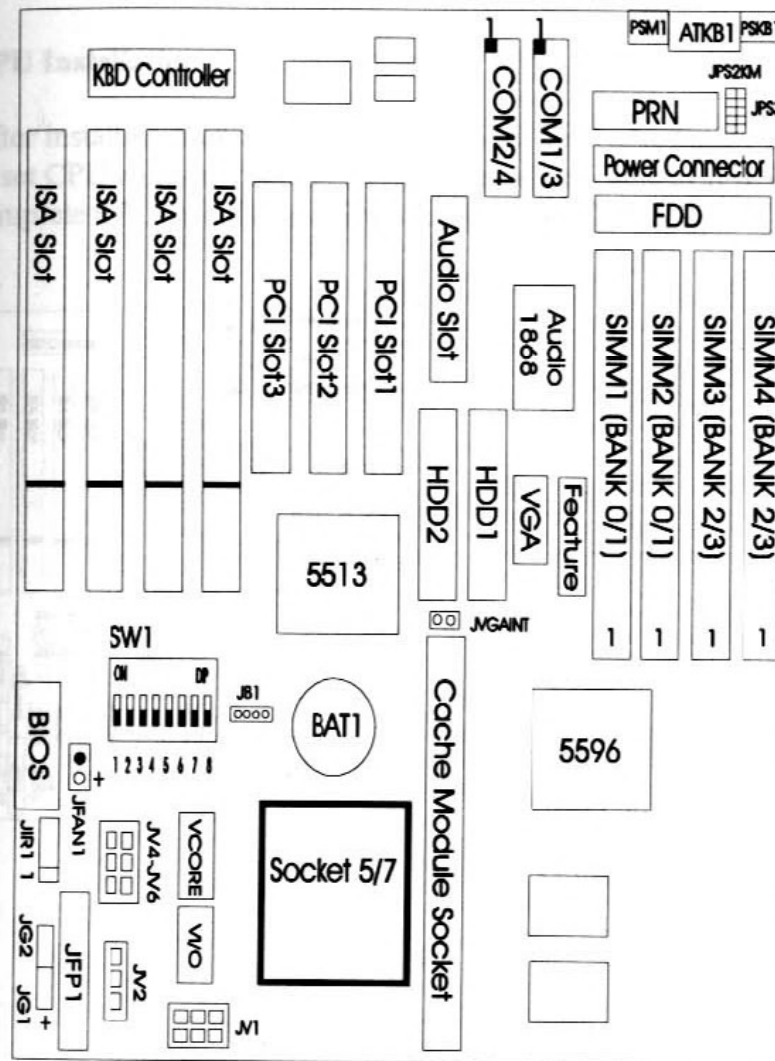 PSM1
ATKB1
PSKB1
JPS2KM
KBD Controller
1
COM2/4
1
COM1/3
PRN
Power Connector
FDD
ISA Slot
ISA Slot
ISA Slot
ISA Slot
PCI Slot3
PCI Slot2
PCI Slot1
Audio Slot
Audio
1868
SIMM1 (BANK 0/1)
1
SIMM2 (BANK 0/1)
1
SIMM3 (BANK 2/3)
1
SIMM4 (BANK 2/3)
1
HDD2
HDD1
VGA
Feature
5513
JVGAINT
SW1
ON
DIP
1 2 3 4 5 6 7 8
JB1
BAT1
BIOS
+
JFAN1
Cache Module Socket
5596
JIR1 1
JV4-JV6
VCORE
Socket 5/7
VI/O
JG2
JG1
+
JFP1
JV2
JV1